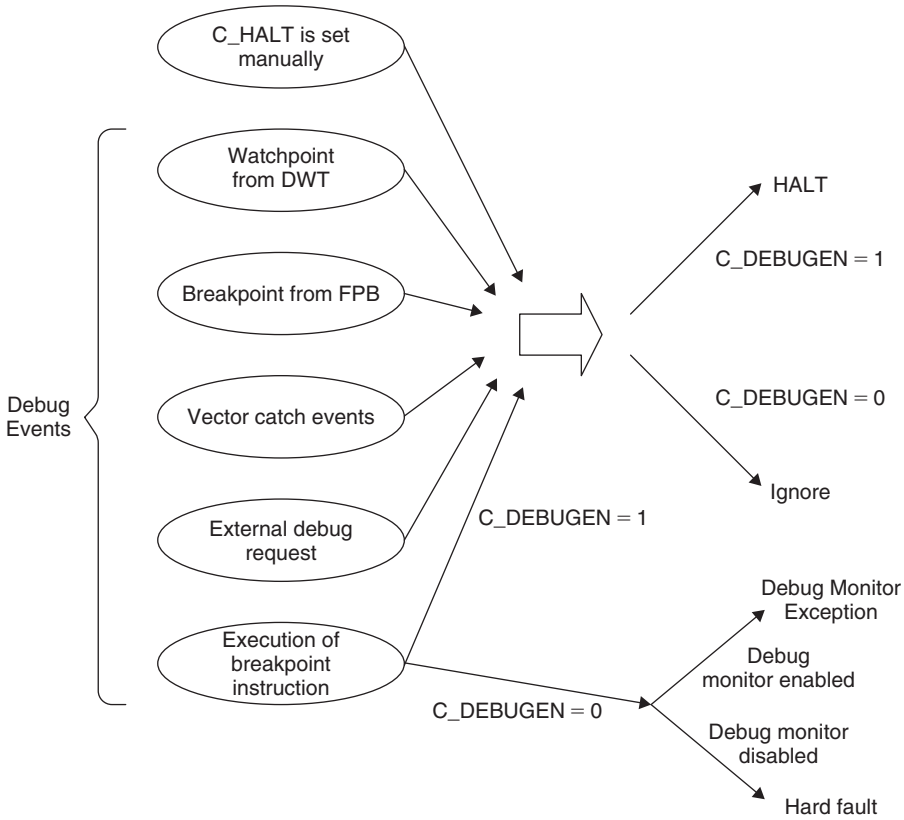 C_HALT is set
manually
Watchpoint
from DWT
HALT
C_DEBUGEN = 1
Breakpoint from FPB
Debug
Events
Vector catch events
C_DEBUGEN = 0
Ignore
External debug
request
C_DEBUGEN = 1
Execution of
breakpoint
instruction
C_DEBUGEN = 0
Debug Monitor
Exception
Debug
monitor enabled
Debug monitor
disabled
Hard fault